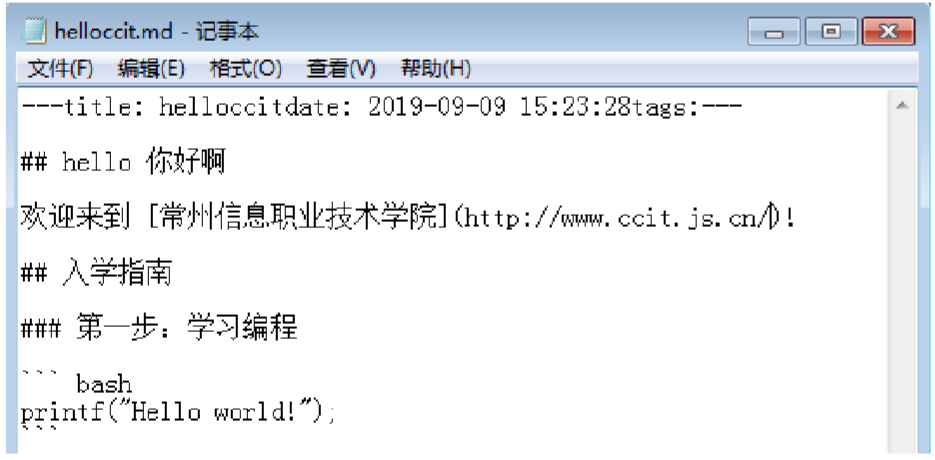 helloccit.md - 记事本
文件(F) 编辑(E) 格式(O) 查看(V) 帮助(H)
---title: helloccitdate: 2019-09-09 15:23:28tags:---
## hello 你好啊
欢迎来到 [常州信息职业技术学院](http://www.ccit.js.cn/)!
## 入学指南
### 第一步：学习编程
``` bash
printf("Hello world!");
```